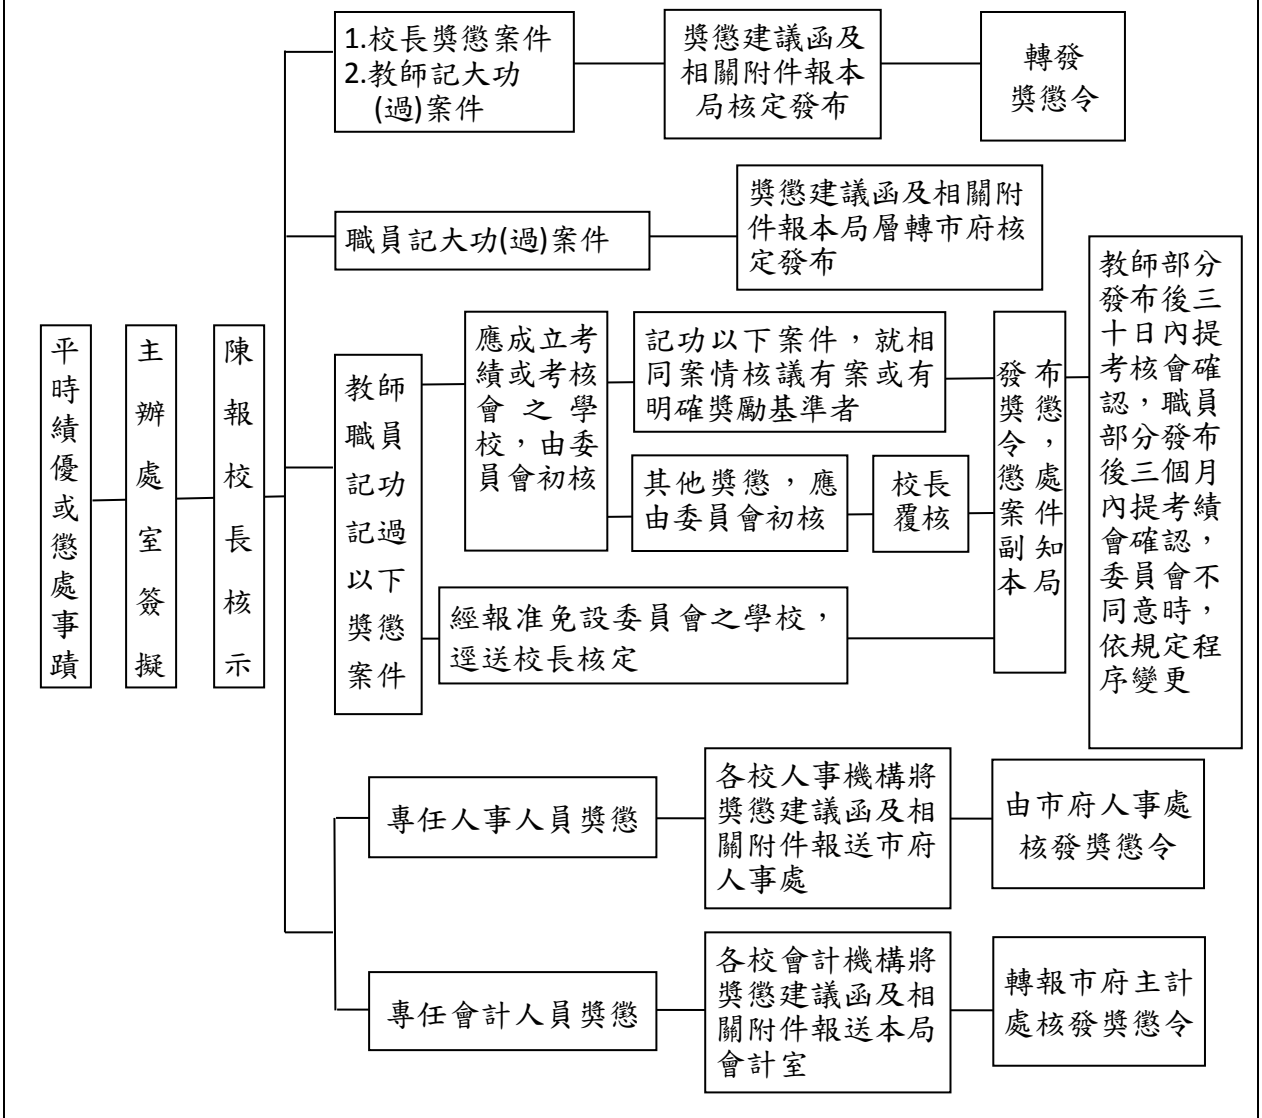 平時績優或懲處事蹟
主辦處室簽擬
陳報校長核示
1.校長獎懲案件
2.教師記大功
(過)案件
獎懲建議函及
相關附件報本
局核定發布
轉發
獎懲令
職員記大功(過)案件
獎懲建議函及相關附
件報本局層轉市府核
定發布
教師
職員
記功
記過
以下
獎懲
案件
應成立考
績或考核
會之學
校，由委
員會初核
記功以下案件，就相
同案情核議有案或有
明確獎勵基準者
其他獎懲，應
由委員會初核
校長
覆核
經報准免設委員會之學校，
逕送校長核定
發布
獎懲
令，
懲處
案件
副知
本局
教師部分
發布後三
十日內提
考核會確
認，職員
部分發布
後三個月
內提考績
會確認，
委員會不
同意時，
依規定程
序變更
專任人事人員獎懲
各校人事機構將
獎懲建議函及相
關附件報送市府
人事處
由市府人事處
核發獎懲令
專任會計人員獎懲
各校會計機構將
獎懲建議函及相
關附件報送本局
會計室
轉報市府主計
處核發獎懲令